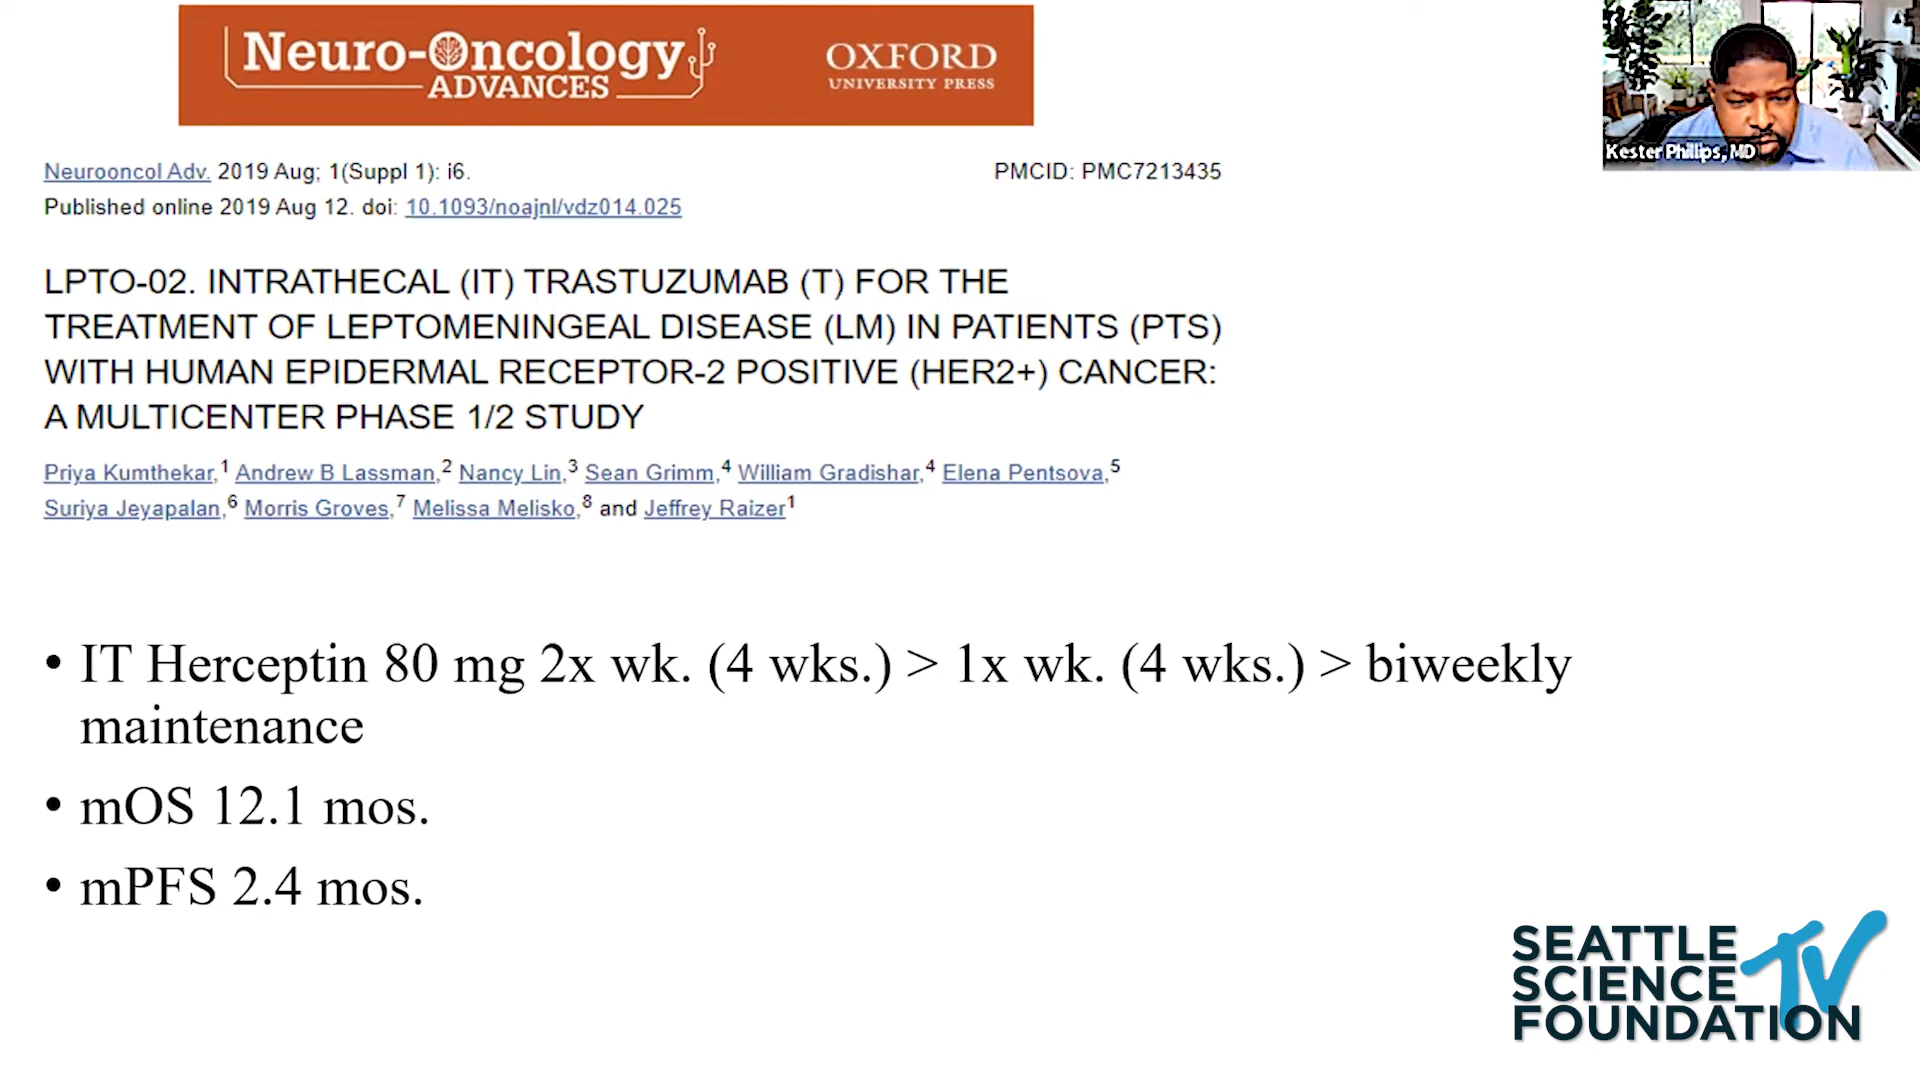 Neuro-Oncology
ADVANCES
OXFORD
UNIVERSITY PRESS
Kester Phillips, MD
Neurooncol Adv. 2019 Aug; 1(Suppl 1): i6.
PMCID: PMC7213435
Published online 2019 Aug 12. doi: 10.1093/noajnl/vdz014.025
LPTO-02. INTRATHECAL (IT) TRASTUZUMAB (T) FOR THE
TREATMENT OF LEPTOMENINGEAL DISEASE (LM) IN PATIENTS (PTS)
WITH HUMAN EPIDERMAL RECEPTOR-2 POSITIVE (HER2+) CANCER:
A MULTICENTER PHASE 1/2 STUDY
Priya Kumthekar,1 Andrew B Lassman,2 Nancy Lin,3 Sean Grimm,4 William Gradishar,4 Elena Pentsova,5
Suriya Jeyapalan,6 Morris Groves,7 Melissa Melisko,8 and Jeffrey Raizer1
• IT Herceptin 80 mg 2x wk. (4 wks.) > 1x wk. (4 wks.) > biweekly
maintenance
• mOS 12.1 mos.
• mPFS 2.4 mos.
SEATTLE
SCIENCE TV
FOUNDATION